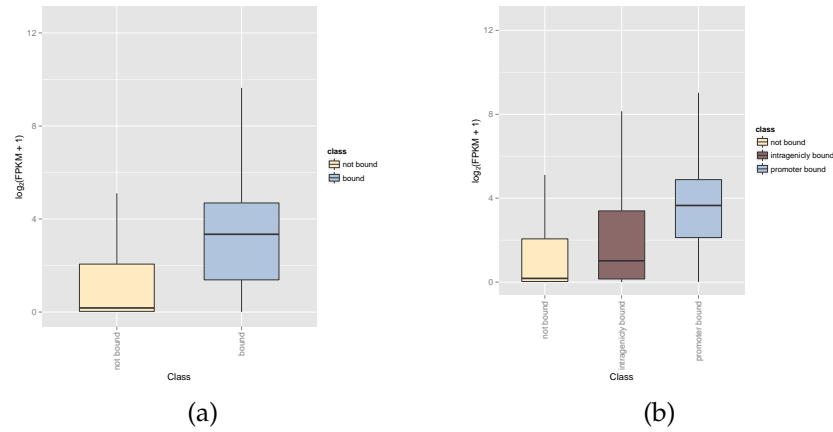 12
8
4
0
log2(FPKM + 1)
not bound
bound
Class
class
not bound
bound
(a)
12
8
4
0
log2(FPKM + 1)
not bound
intragenicly bound
promoter bound
Class
class
not bound
intragenicly bound
promoter bound
(b)